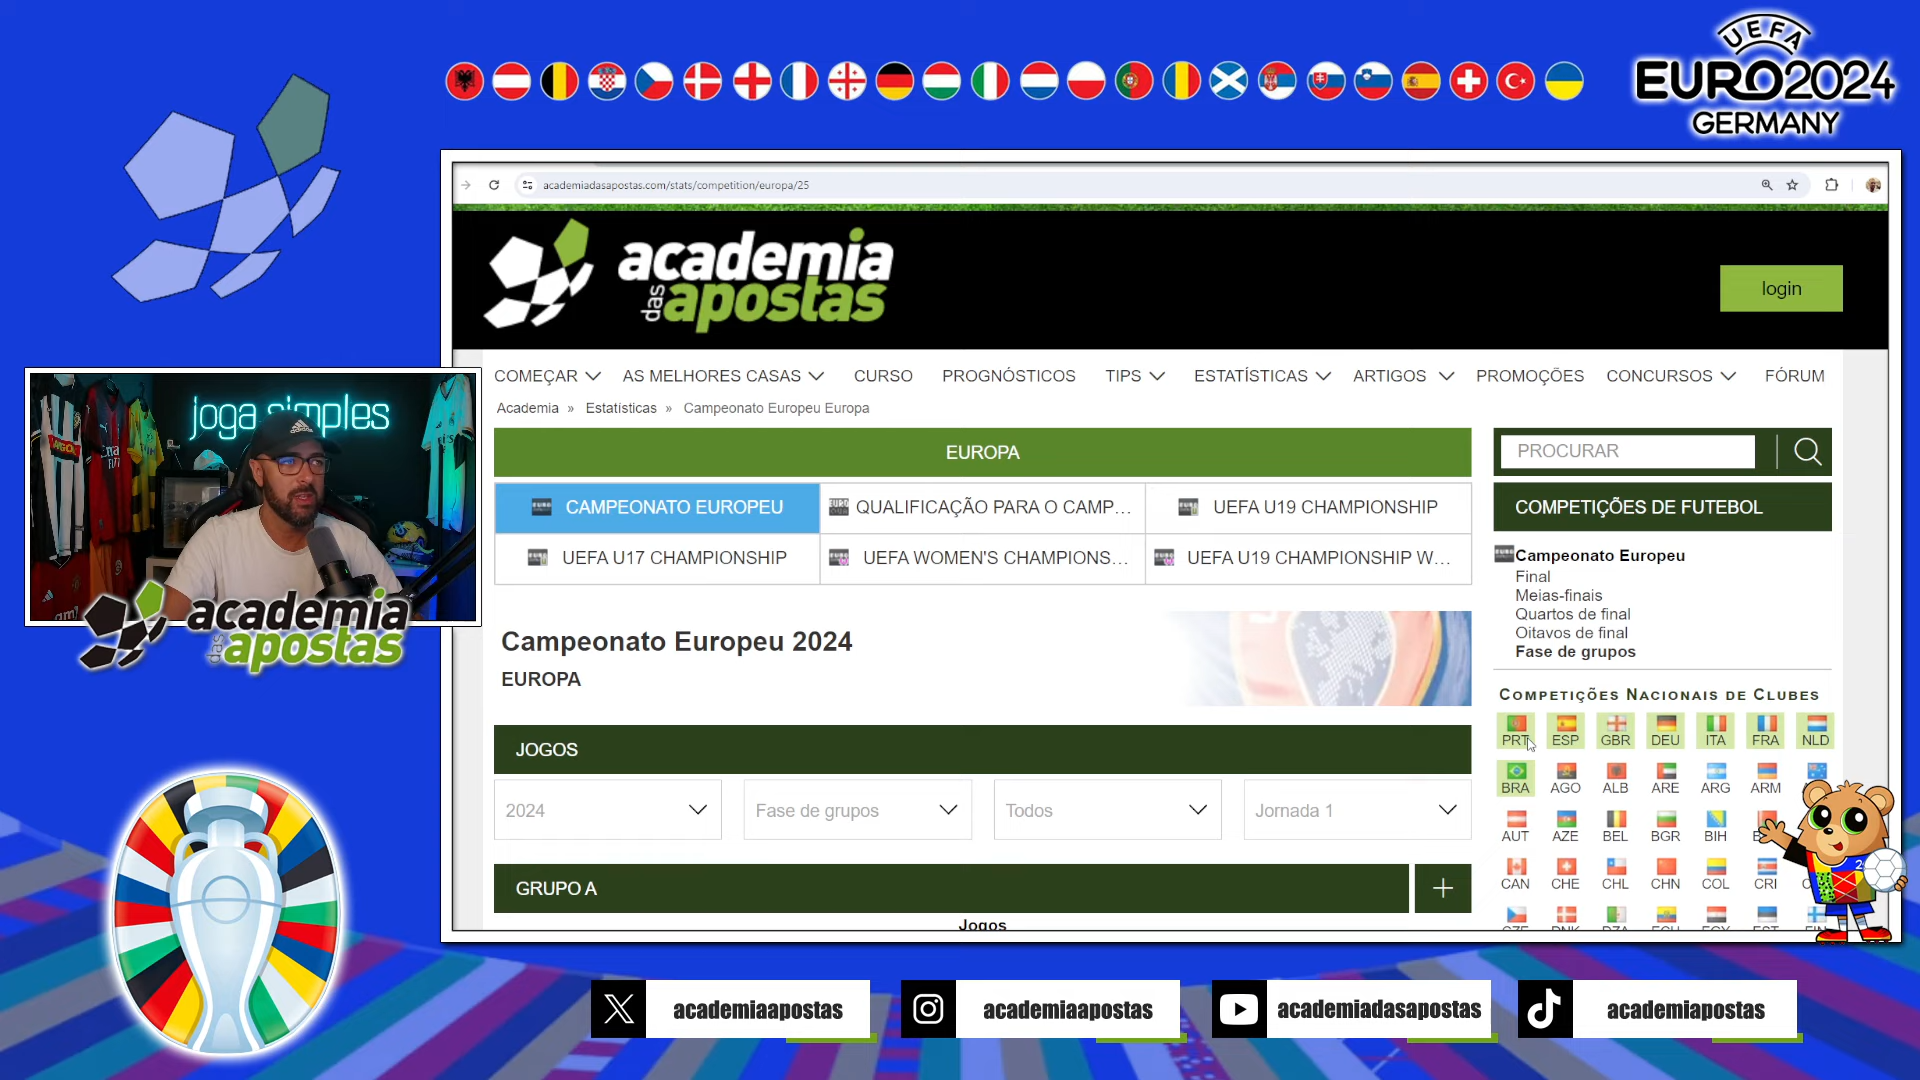 UEFA
EURO2024
GERMANY
academiadasapostas.com/stats/competition/europa/25
academia
das apostas
login
COMEÇAR
AS MELHORES CASAS
CURSO
PROGNÓSTICOS
TIPS
ESTATÍSTICAS
ARTIGOS
PROMOÇÕES
CONCURSOS
FÓRUM
Academia » Estatísticas » Campeonato Europeu Europa
EUROPA
CAMPEONATO EUROPEU
QUALIFICAÇÃO PARA O CAMP...
UEFA U19 CHAMPIONSHIP
UEFA U17 CHAMPIONSHIP
UEFA WOMEN'S CHAMPIONS...
UEFA U19 CHAMPIONSHIP W...
Campeonato Europeu 2024
EUROPA
JOGOS
2024
Fase de grupos
Todos
Jornada 1
GRUPO A
Jogos
PROCURAR
COMPETIÇÕES DE FUTEBOL
Campeonato Europeu
Final
Meias-finais
Quartos de final
Oitavos de final
Fase de grupos
COMPETIÇÕES NACIONAIS DE CLUBES
PRT ESP GBR DEU ITA FRA NLD
BRA AGO ALB ARE ARG ARM
AUT AZE BEL BGR BIH
CAN CHE CHL CHN COL CRI
joga simples
academia
das apostas
academiaapostas
academiaapostas
academiadasapostas
academiaapostas